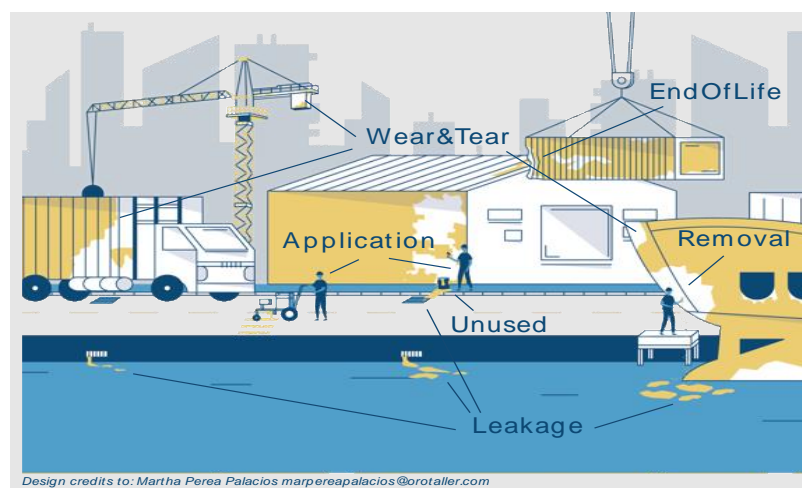 EndOfLife
Wear&Tear
Application
Removal
Unused
Leakage
Design credits to: Martha Perea Palacios marpereapalacios@orotaller.com